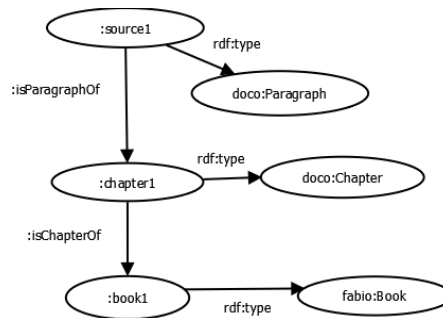 :source1
rdf:type
:isParagraphOf
doco:Paragraph
rdf:type
:chapter1
doco:Chapter
:isChapterOf
:book1
fabio:Book
rdf:type